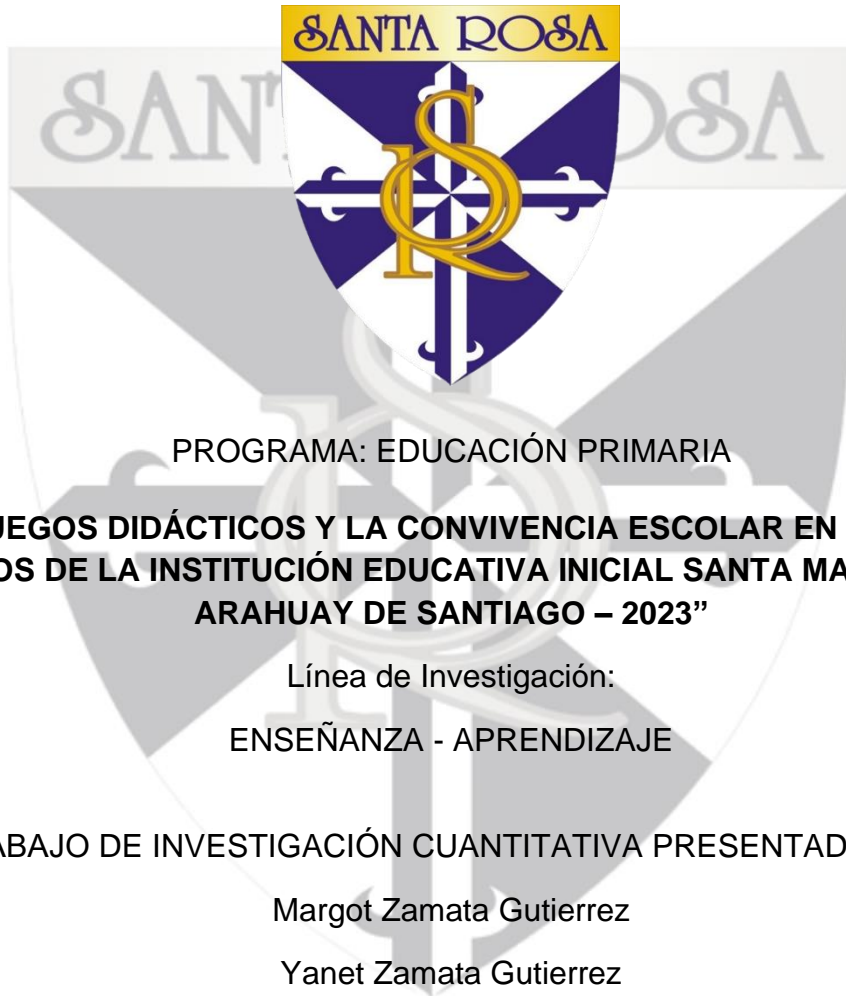 SANTA ROSA
SR
PROGRAMA: EDUCACIÓN PRIMARIA
UEGOS DIDÁCTICOS Y LA CONVIVENCIA ESCOLAR EN
OS DE LA INSTITUCIÓN EDUCATIVA INICIAL SANTA MA
ARAHUAY DE SANTIAGO – 2023”
Línea de Investigación:
ENSEÑANZA - APRENDIZAJE
ABAJO DE INVESTIGACIÓN CUANTITATIVA PRESENTAD
Margot Zamata Gutierrez
Yanet Zamata Gutierrez